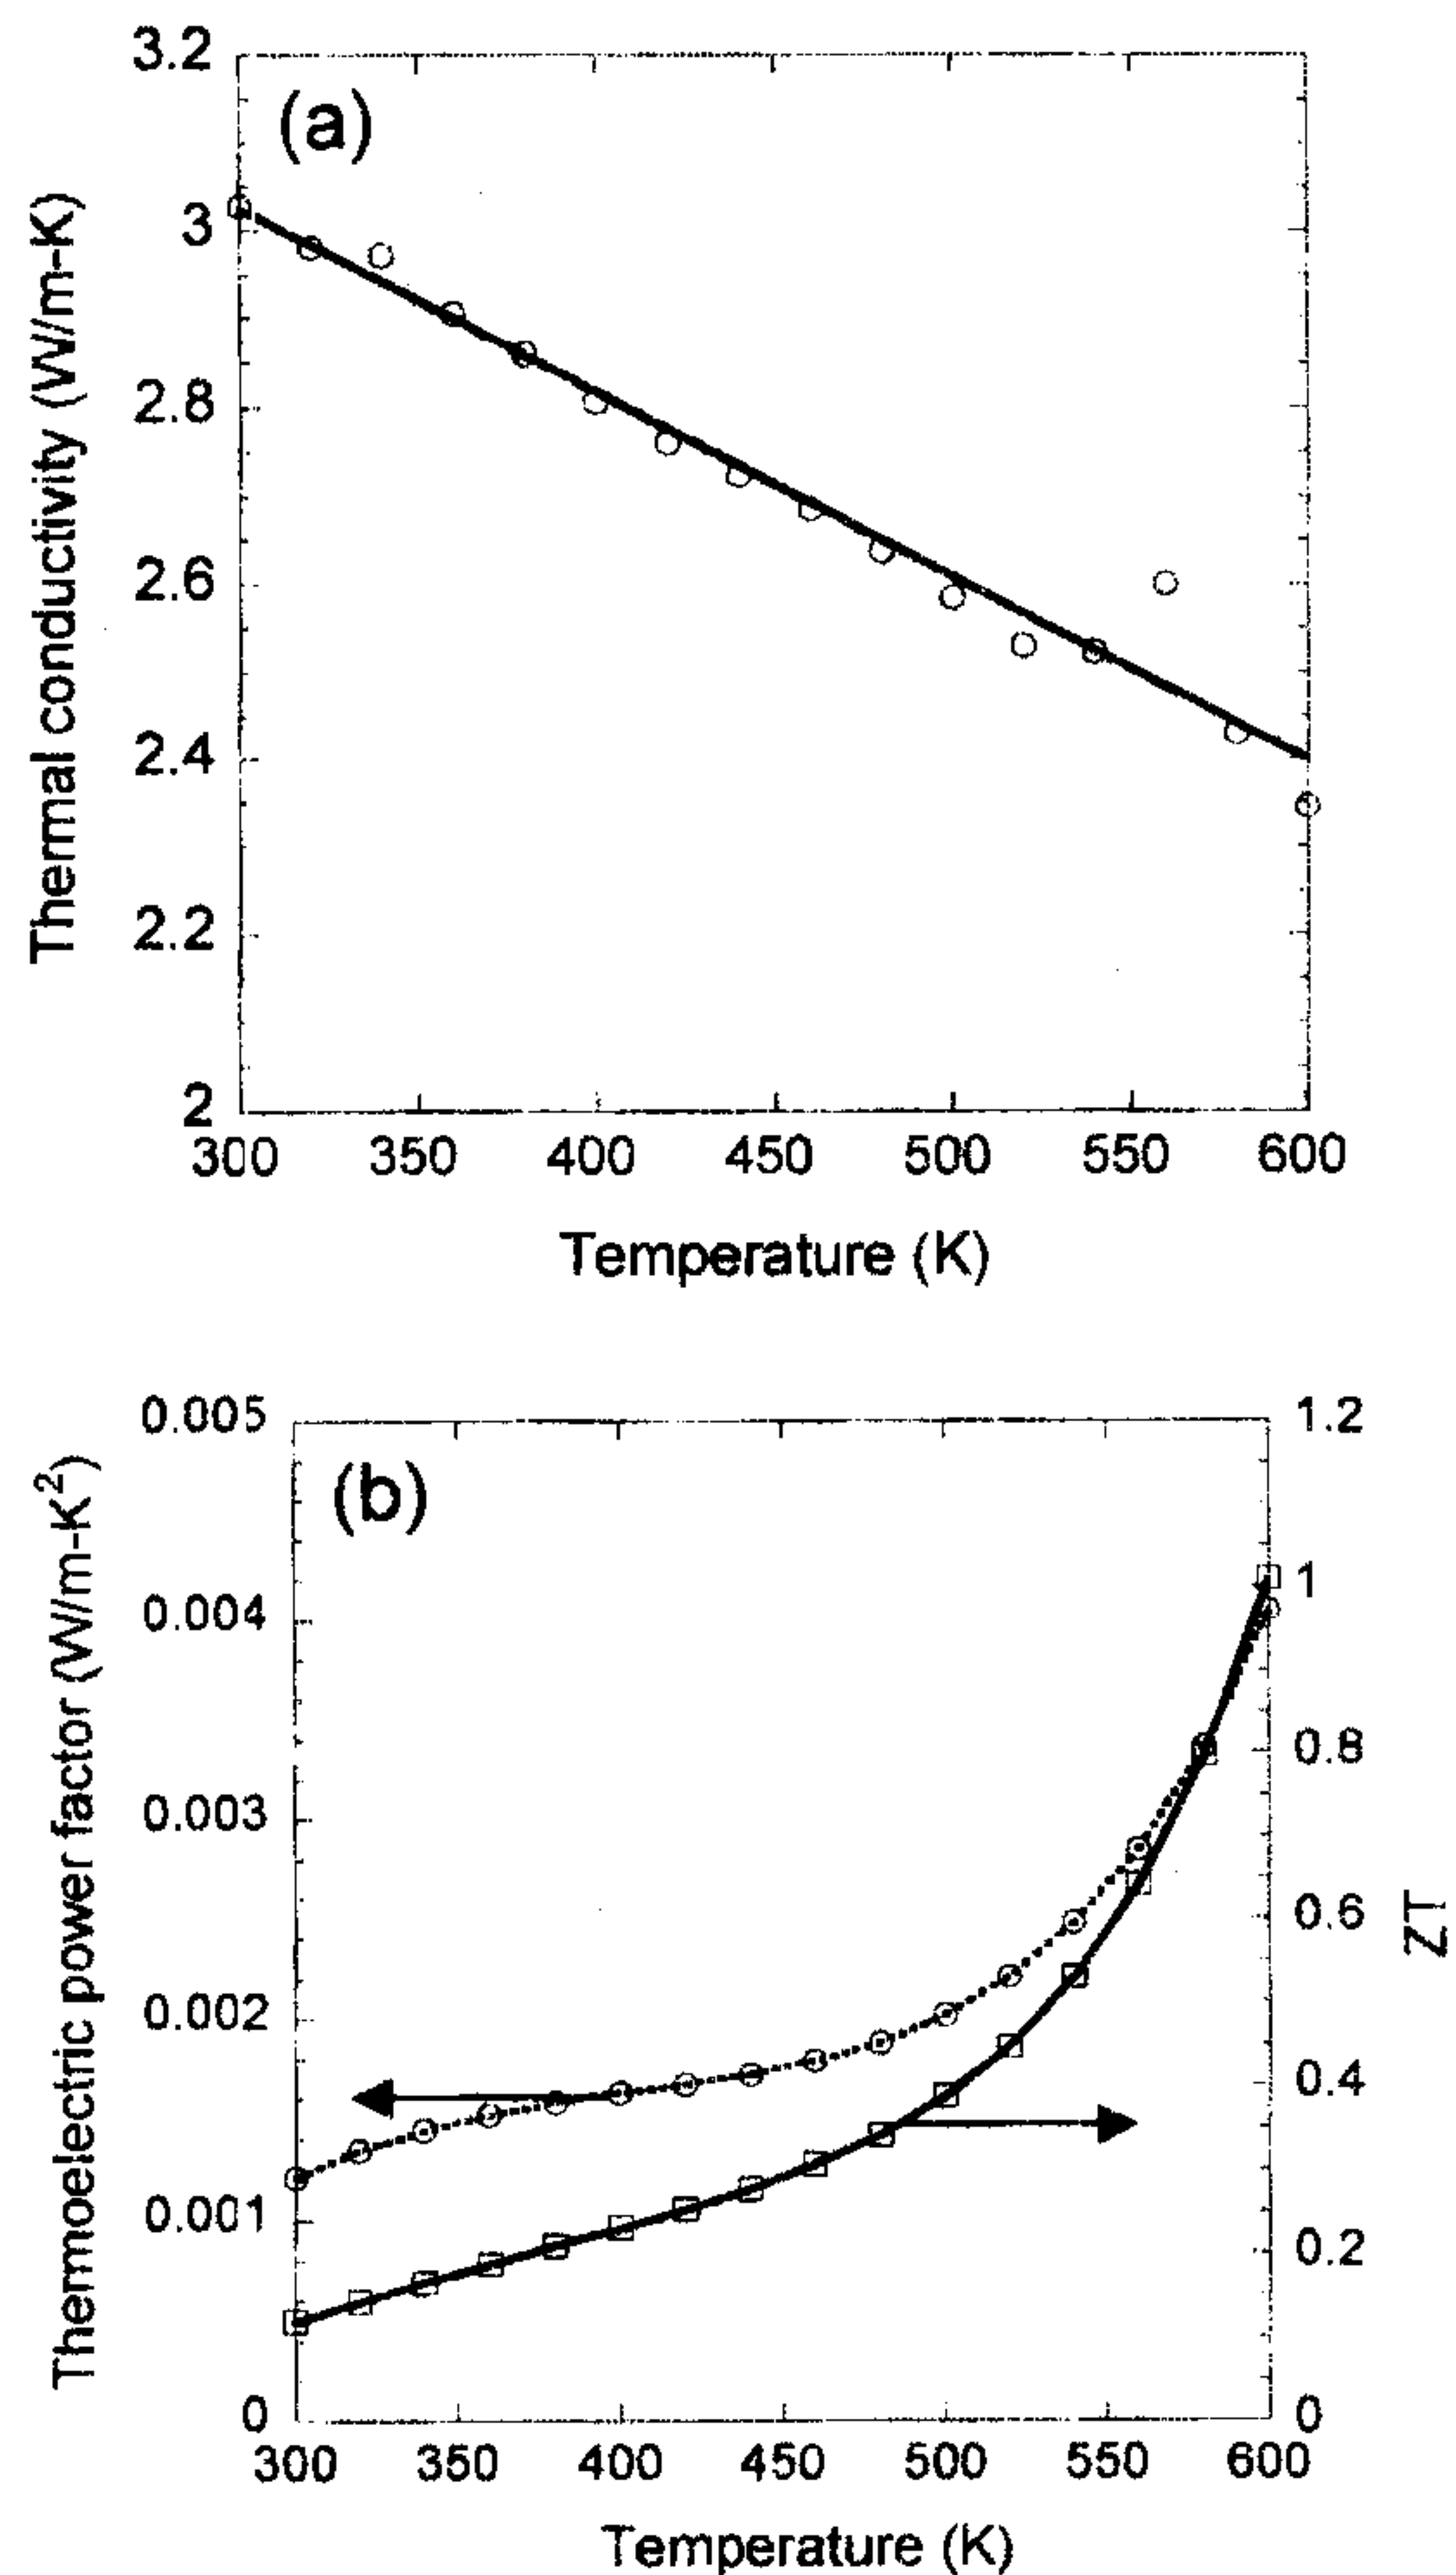 3.2
(a)
3
2.8
2.6
2.4
2.2
2
Thermal conductivity (W/m-K)
300 350 400 450 500 550 600
Temperature (K)
0.005
0.004
0.003
0.002
0.001
0
Thermoelectric power factor (W/m-K²)
(b)
1.2
1
0.8
0.6
0.4
0.2
0
ZT
300 350 400 450 500 550 600
Temperature (K)